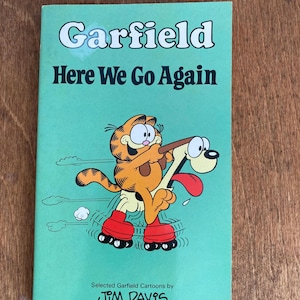 Garfield
Here We Go Again
Selected Garfield Cartoons by
JIM DAVIS